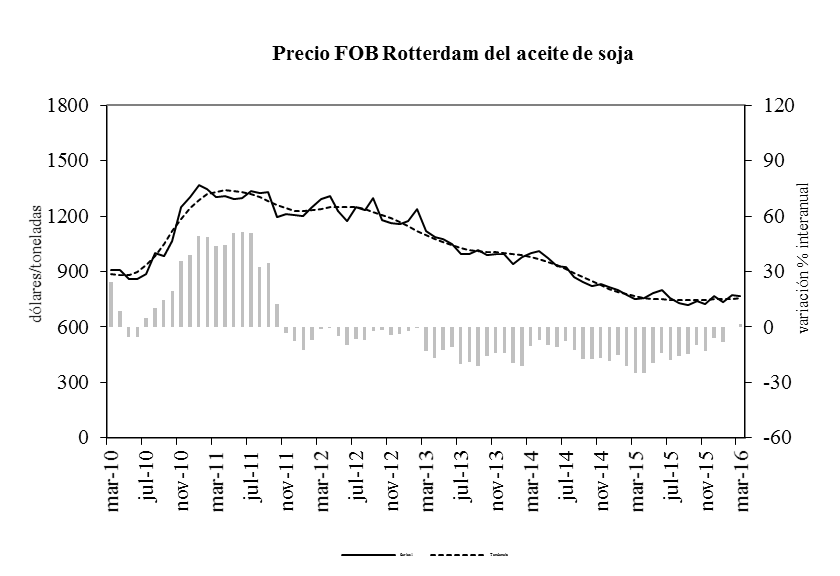 Precio FOB Rotterdam del aceite de soja
dólares/toneladas
1800
1500
1200
900
600
300
0
120
90
60
30
0
-30
-60
variación % interanual
mar-10
jul-10
nov-10
mar-11
jul-11
nov-11
mar-12
jul-12
nov-12
mar-13
jul-13
nov-13
mar-14
jul-14
nov-14
mar-15
jul-15
nov-15
mar-16
Tendencia